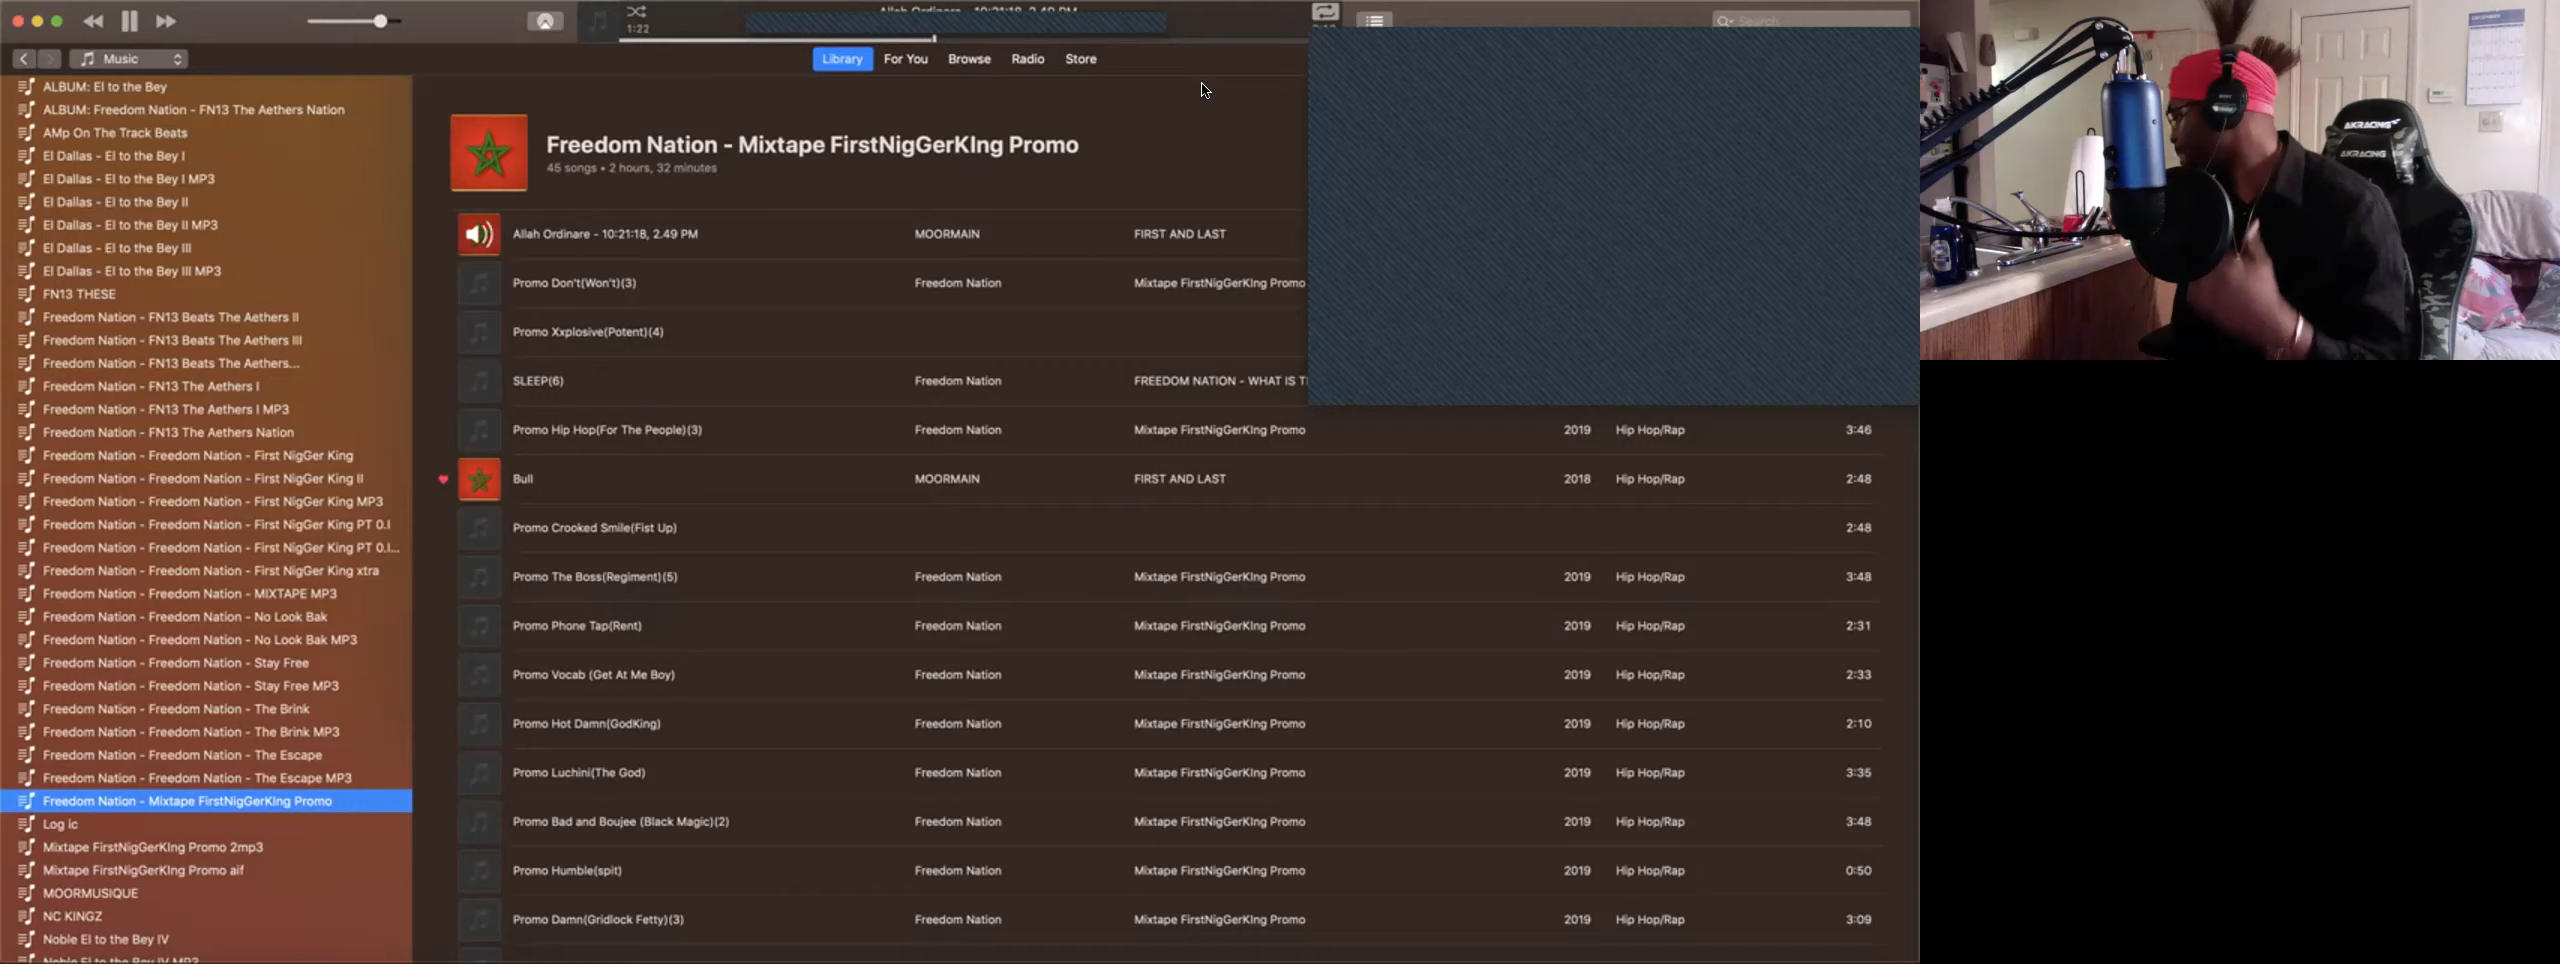 Allah Ordinare - 10:21:18, 2.49 PM
1:22
Search
Music
Library
For You
Browse
Radio
Store
ALBUM: El to the Bey
ALBUM: Freedom Nation - FN13 The Aethers Nation
AMp On The Track Beats
El Dallas - El to the Bey I
El Dallas - El to the Bey I MP3
El Dallas - El to the Bey II
El Dallas - El to the Bey II MP3
El Dallas - El to the Bey III
El Dallas - El to the Bey III MP3
FN13 THESE
Freedom Nation - FN13 Beats The Aethers II
Freedom Nation - FN13 Beats The Aethers III
Freedom Nation - FN13 Beats The Aethers...
Freedom Nation - FN13 The Aethers I
Freedom Nation - FN13 The Aethers I MP3
Freedom Nation - FN13 The Aethers Nation
Freedom Nation - Freedom Nation - First NigGer King
Freedom Nation - Freedom Nation - First NigGer King II
Freedom Nation - Freedom Nation - First NigGer King MP3
Freedom Nation - Freedom Nation - First NigGer King PT 0.I
Freedom Nation - Freedom Nation - First NigGer King PT 0.I...
Freedom Nation - Freedom Nation - First NigGer King xtra
Freedom Nation - Freedom Nation - MIXTAPE MP3
Freedom Nation - Freedom Nation - No Look Bak
Freedom Nation - Freedom Nation - No Look Bak MP3
Freedom Nation - Freedom Nation - Stay Free
Freedom Nation - Freedom Nation - Stay Free MP3
Freedom Nation - Freedom Nation - The Brink
Freedom Nation - Freedom Nation - The Brink MP3
Freedom Nation - Freedom Nation - The Escape
Freedom Nation - Freedom Nation - The Escape MP3
Freedom Nation - Mixtape FirstNigGerKIng Promo
Log ic
Mixtape FirstNigGerKIng Promo 2mp3
Mixtape FirstNigGerKIng Promo aif
MOORMUSIQUE
NC KINGZ
Noble El to the Bey IV
Noble El to the Bey IV MP3
Freedom Nation - Mixtape FirstNigGerKIng Promo
45 songs • 2 hours, 32 minutes
Allah Ordinare - 10:21:18, 2.49 PM MOORMAIN FIRST AND LAST
Promo Don't(Won't)(3) Freedom Nation Mixtape FirstNigGerKIng Promo
Promo Xxplosive(Potent)(4)
SLEEP(6) Freedom Nation FREEDOM NATION - WHAT IS T
Promo Hip Hop(For The People)(3) Freedom Nation Mixtape FirstNigGerKIng Promo 2019 Hip Hop/Rap 3:46
Bull MOORMAIN FIRST AND LAST 2018 Hip Hop/Rap 2:48
Promo Crooked Smile(Fist Up) 2:48
Promo The Boss(Regiment)(5) Freedom Nation Mixtape FirstNigGerKIng Promo 2019 Hip Hop/Rap 3:48
Promo Phone Tap(Rent) Freedom Nation Mixtape FirstNigGerKIng Promo 2019 Hip Hop/Rap 2:31
Promo Vocab (Get At Me Boy) Freedom Nation Mixtape FirstNigGerKIng Promo 2019 Hip Hop/Rap 2:33
Promo Hot Damn(GodKing) Freedom Nation Mixtape FirstNigGerKIng Promo 2019 Hip Hop/Rap 2:10
Promo Luchini(The God) Freedom Nation Mixtape FirstNigGerKIng Promo 2019 Hip Hop/Rap 3:35
Promo Bad and Boujee (Black Magic)(2) Freedom Nation Mixtape FirstNigGerKIng Promo 2019 Hip Hop/Rap 3:48
Promo Humble(spit) Freedom Nation Mixtape FirstNigGerKIng Promo 2019 Hip Hop/Rap 0:50
Promo Damn(Gridlock Fetty)(3) Freedom Nation Mixtape FirstNigGerKIng Promo 2019 Hip Hop/Rap 3:09
AKRACING
AKRACING